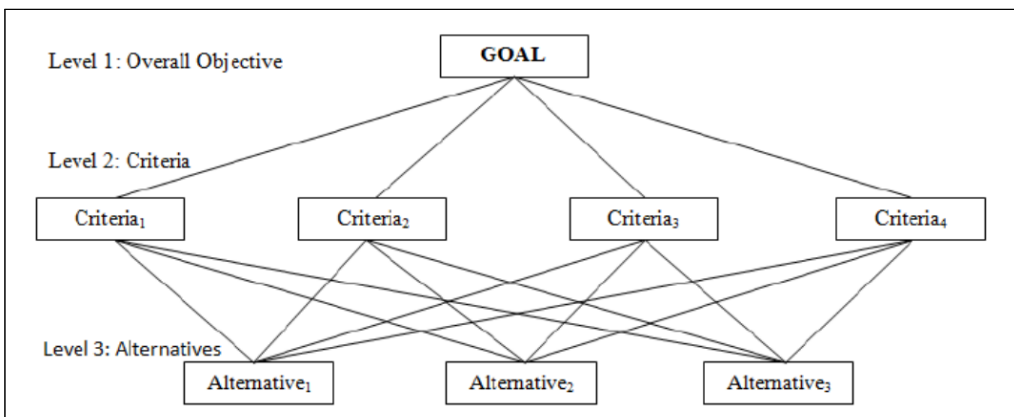 GOAL
Level 1: Overall Objective
Level 2: Criteria
Criteria₁ Criteria₂ Criteria₃ Criteria₄
Level 3: Alternatives
Alternative₁ Alternative₂ Alternative₃